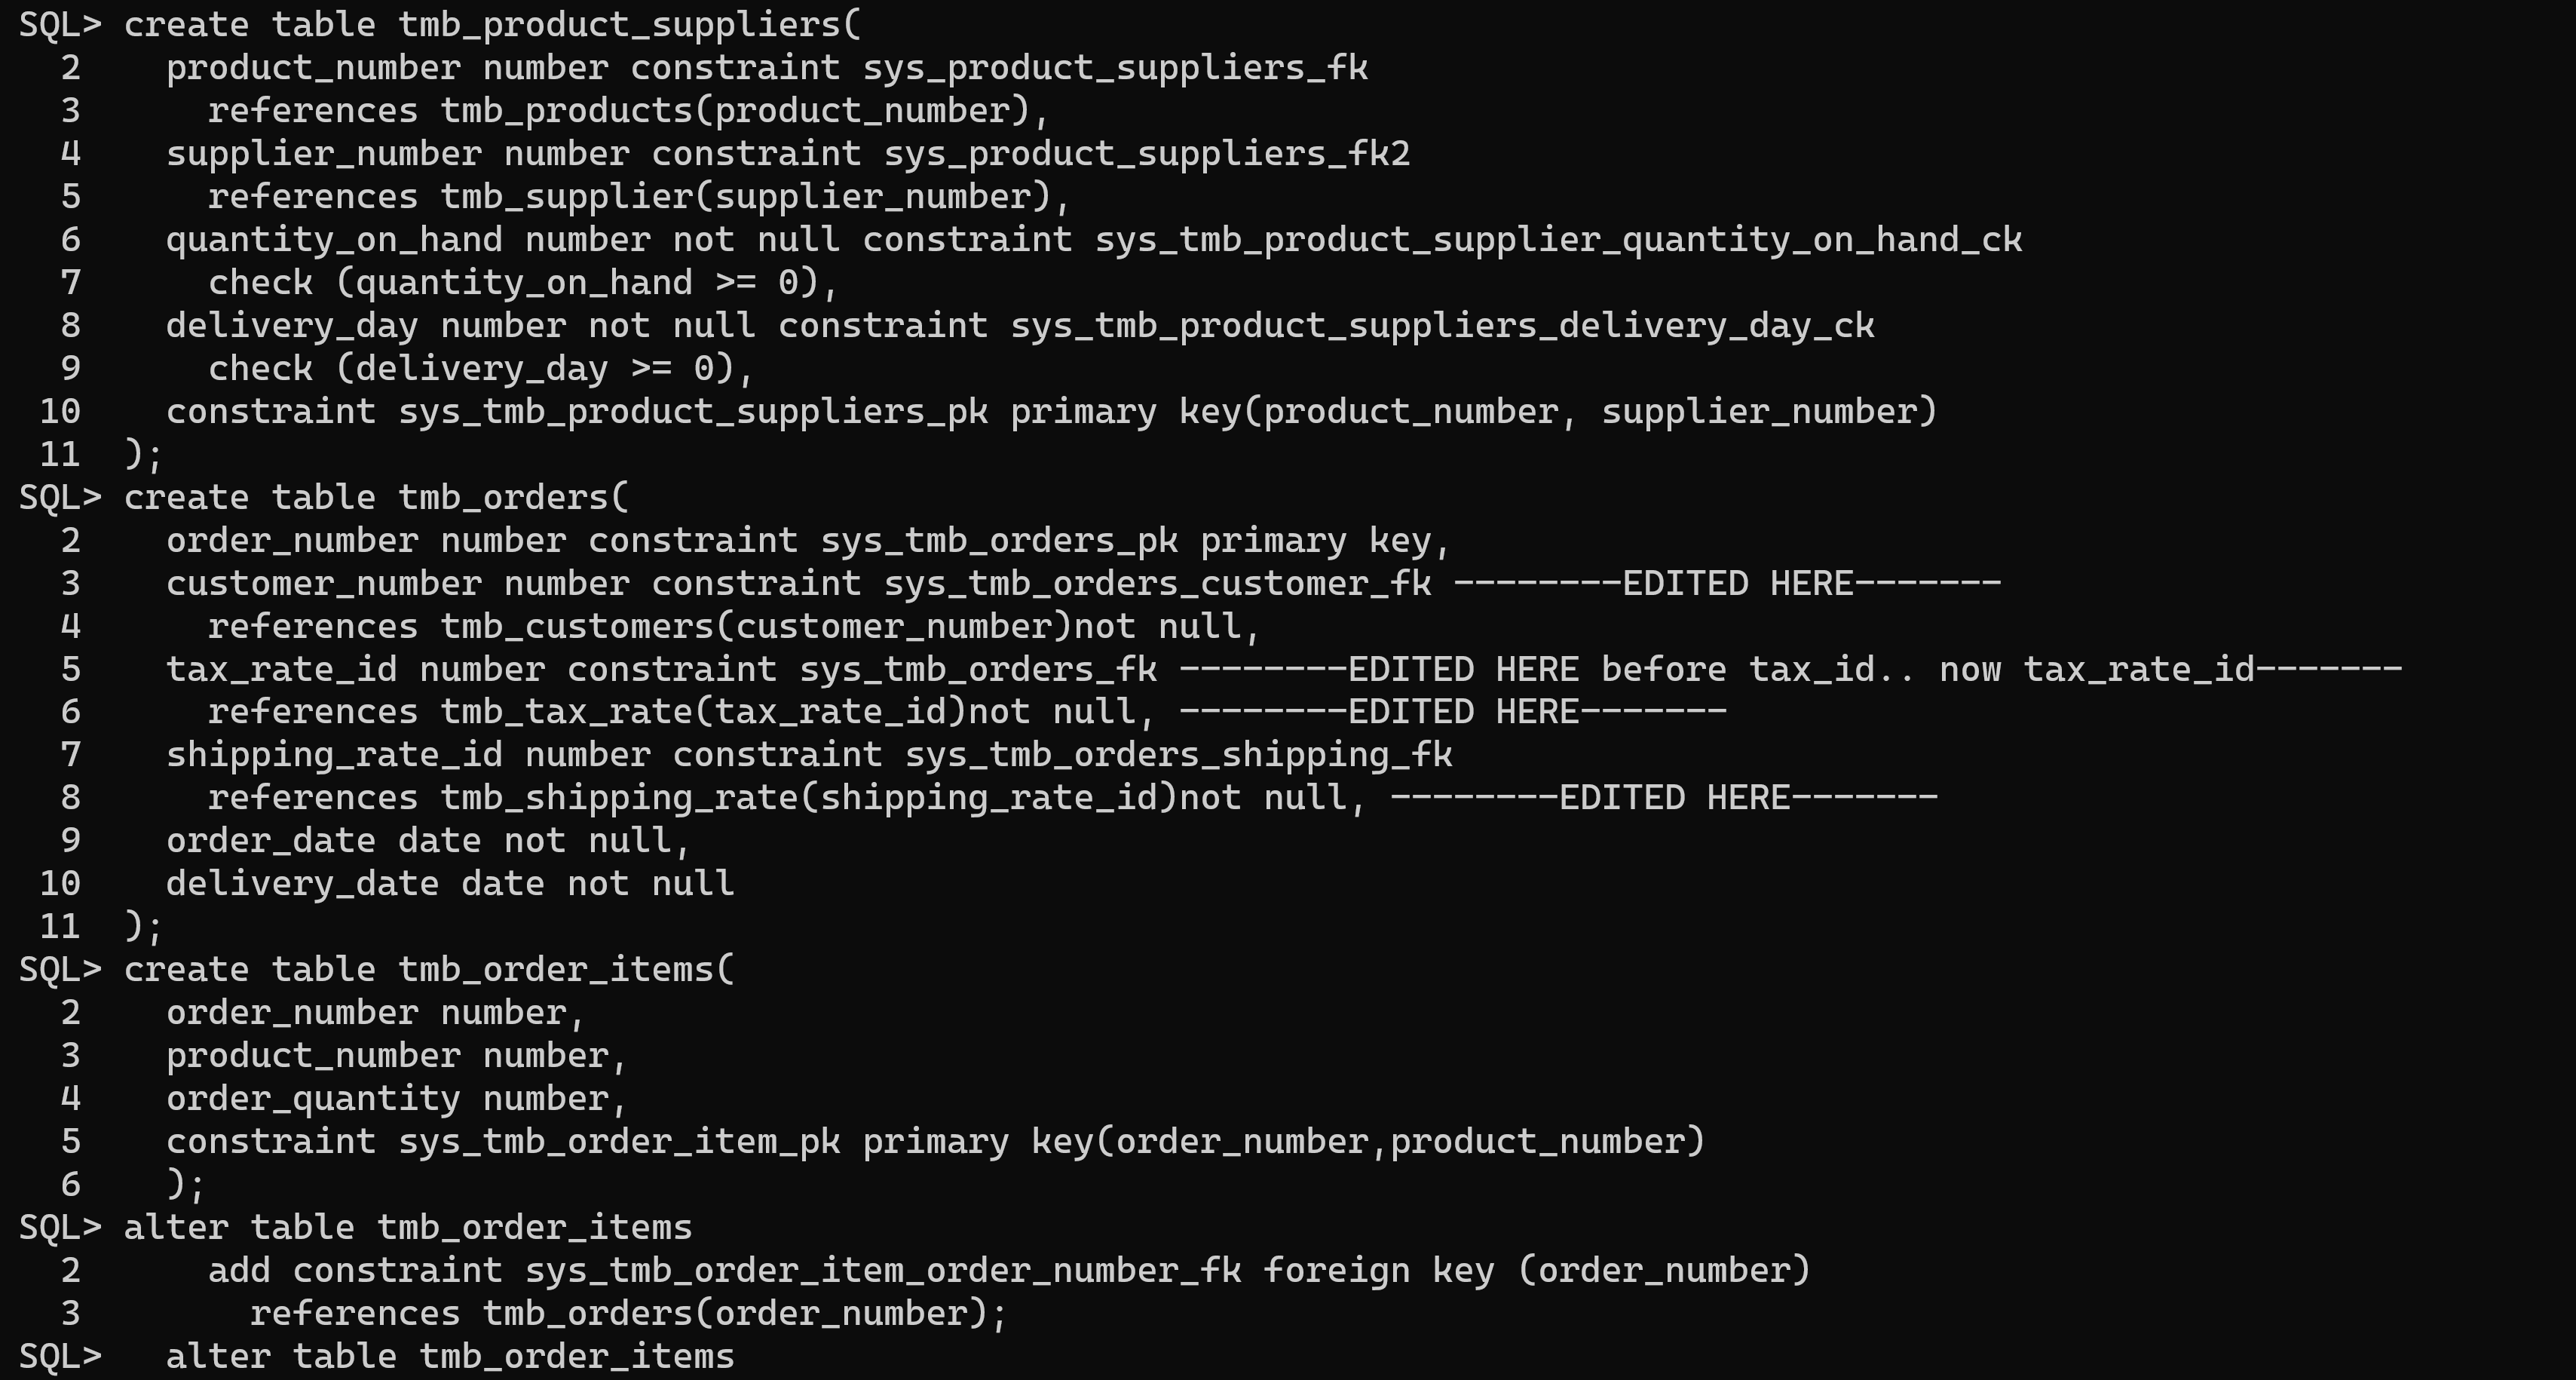 SQL> create table tmb_product_suppliers(
  2    product_number number constraint sys_product_suppliers_fk
  3      references tmb_products(product_number),
  4    supplier_number number constraint sys_product_suppliers_fk2
  5      references tmb_supplier(supplier_number),
  6    quantity_on_hand number not null constraint sys_tmb_product_supplier_quantity_on_hand_ck
  7      check (quantity_on_hand >= 0),
  8    delivery_day number not null constraint sys_tmb_product_suppliers_delivery_day_ck
  9      check (delivery_day >= 0),
 10    constraint sys_tmb_product_suppliers_pk primary key(product_number, supplier_number)
 11  );
SQL> create table tmb_orders(
  2    order_number number constraint sys_tmb_orders_pk primary key,
  3    customer_number number constraint sys_tmb_orders_customer_fk --------EDITED HERE-------
  4      references tmb_customers(customer_number)not null,
  5    tax_rate_id number constraint sys_tmb_orders_fk --------EDITED HERE before tax_id.. now tax_rate_id-------
  6      references tmb_tax_rate(tax_rate_id)not null, --------EDITED HERE-------
  7    shipping_rate_id number constraint sys_tmb_orders_shipping_fk
  8      references tmb_shipping_rate(shipping_rate_id)not null, --------EDITED HERE-------
  9    order_date date not null,
 10    delivery_date date not null
 11  );
SQL> create table tmb_order_items(
  2    order_number number,
  3    product_number number,
  4    order_quantity number,
  5    constraint sys_tmb_order_item_pk primary key(order_number,product_number)
  6    );
SQL> alter table tmb_order_items
  2      add constraint sys_tmb_order_item_order_number_fk foreign key (order_number)
  3        references tmb_orders(order_number);
SQL>   alter table tmb_order_items